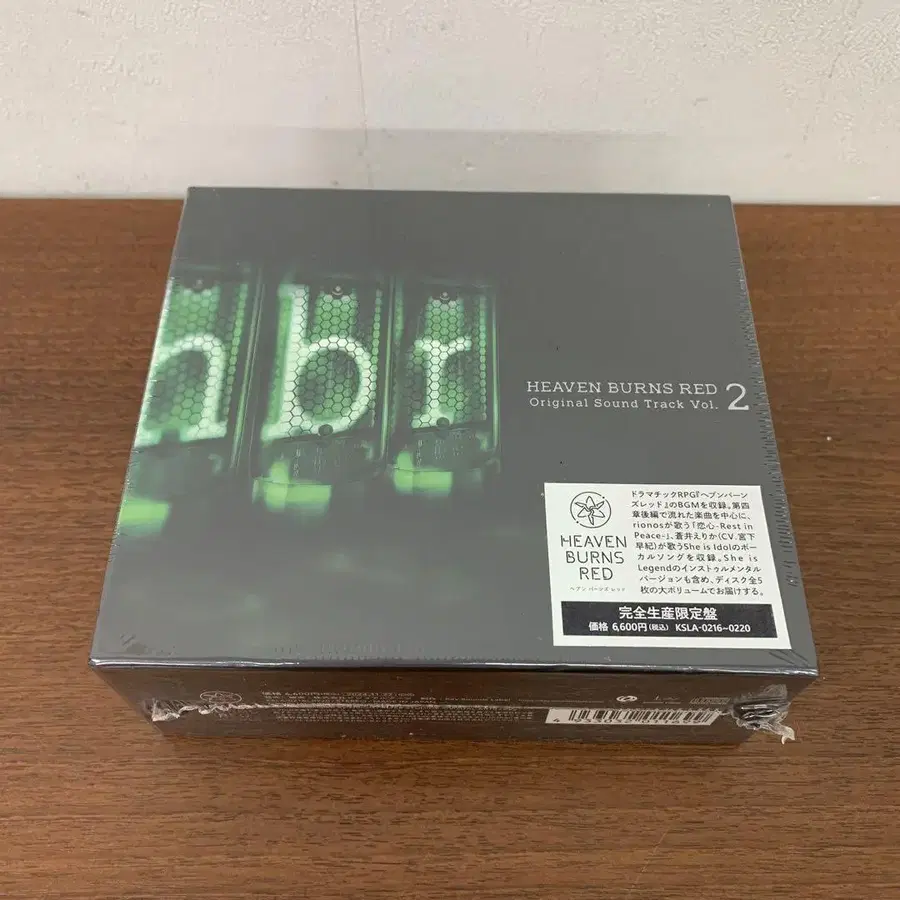 hbr
HEAVEN BURNS RED
Original Sound Track Vol. 2
HEAVEN
BURNS
RED
ヘブン バーンズ レッド
ドラマチックRPG『ヘブンバーン
ズレッド』のBGMを収録。第四
章後編で流れた楽曲を中心に、
rionosが歌う「恋心-Rest in
Peace-」、蒼井えりか(CV.宮下
早紀)が歌うShe is Idolのボー
カルソングを収録。She is
Legendのインストゥルメンタル
バージョンも含め、ディスク全5
枚の大ボリュームでお届けする。
完全生産限定盤
価格 6,600円(税込) KSLA-0216~0220